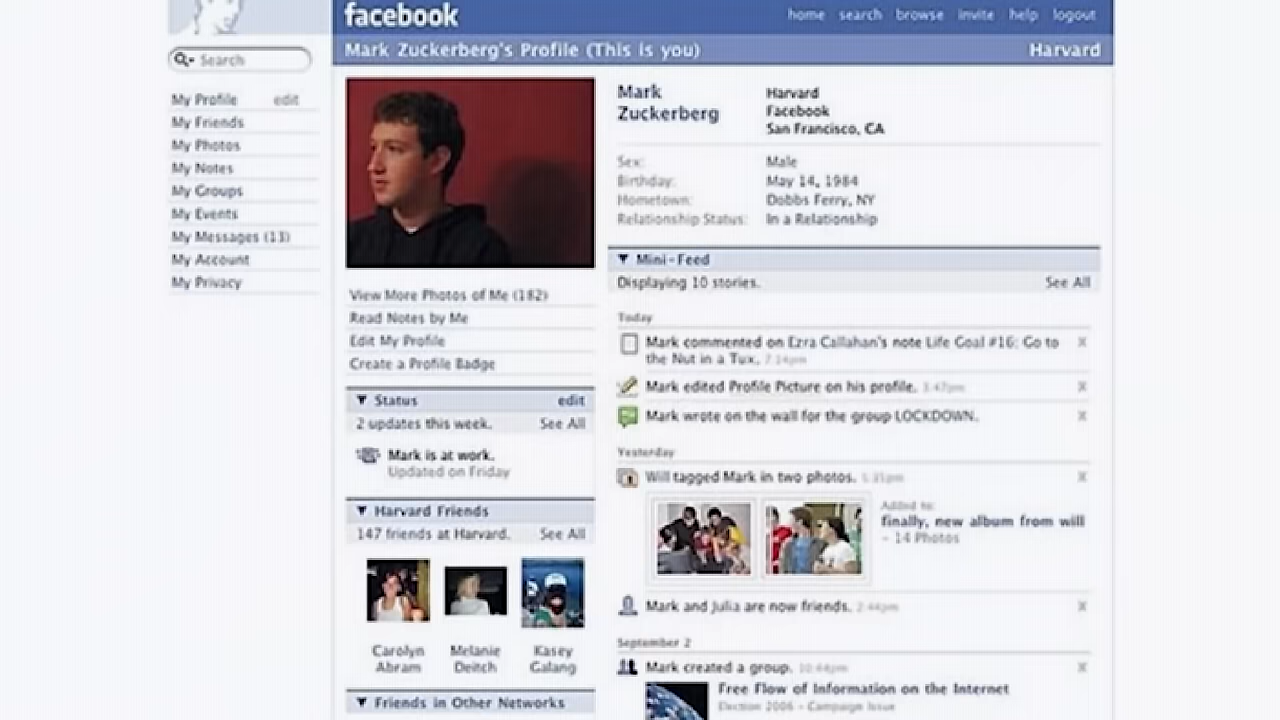 facebook
home search browse invite help logout
Mark Zuckerberg's Profile (This is you) Harvard
Search
My Profile edit
My Friends
My Photos
My Notes
My Groups
My Events
My Messages (13)
My Account
My Privacy
View More Photos of Me (182)
Read Notes by Me
Edit My Profile
Create a Profile Badge
Status edit
2 updates this week. See All
Mark is at work.
Updated on Friday
Harvard Friends
147 friends at Harvard. See All
Carolyn Abram
Melanie Deitch
Kasey Galang
Friends in Other Networks
Mark Zuckerberg
Harvard
Facebook
San Francisco, CA
Sex: Male
Birthday: May 14, 1984
Hometown: Dobbs Ferry, NY
Relationship Status: In a Relationship
Mini-Feed
Displaying 10 stories. See All
Today
Mark commented on Ezra Callahan's note Life Goal #16: Go to
the Nut in a Tux. 7:14pm
Mark edited Profile Picture on his profile. 3:47pm
Mark wrote on the wall for the group LOCKDOWN.
Yesterday
Will tagged Mark in two photos. 5:31pm
Added to:
finally, new album from will
- 14 Photos
Mark and Julia are now friends. 2:44pm
September 2
Mark created a group. 10:44pm
Free Flow of Information on the Internet
Election 2006 - Campaign Issue